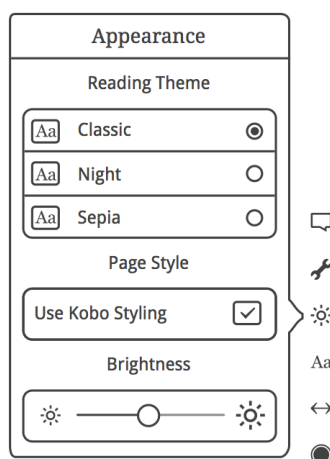 Appearance
Reading Theme
Aa Classic
Aa Night
Aa Sepia
Page Style
Use Kobo Styling
Brightness
Aa